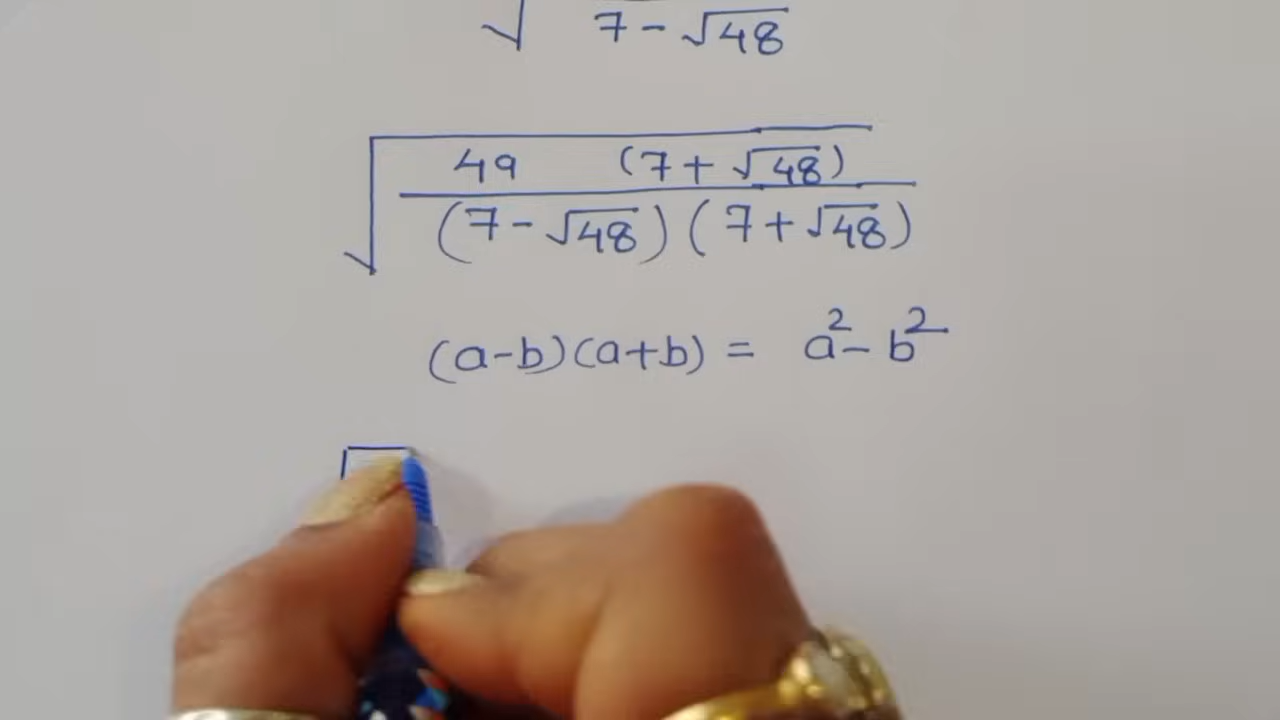 √ 7 - √48
√ 49 (7 + √48)
(7 - √48) (7 + √48)
(a-b)(a+b) = a² - b²